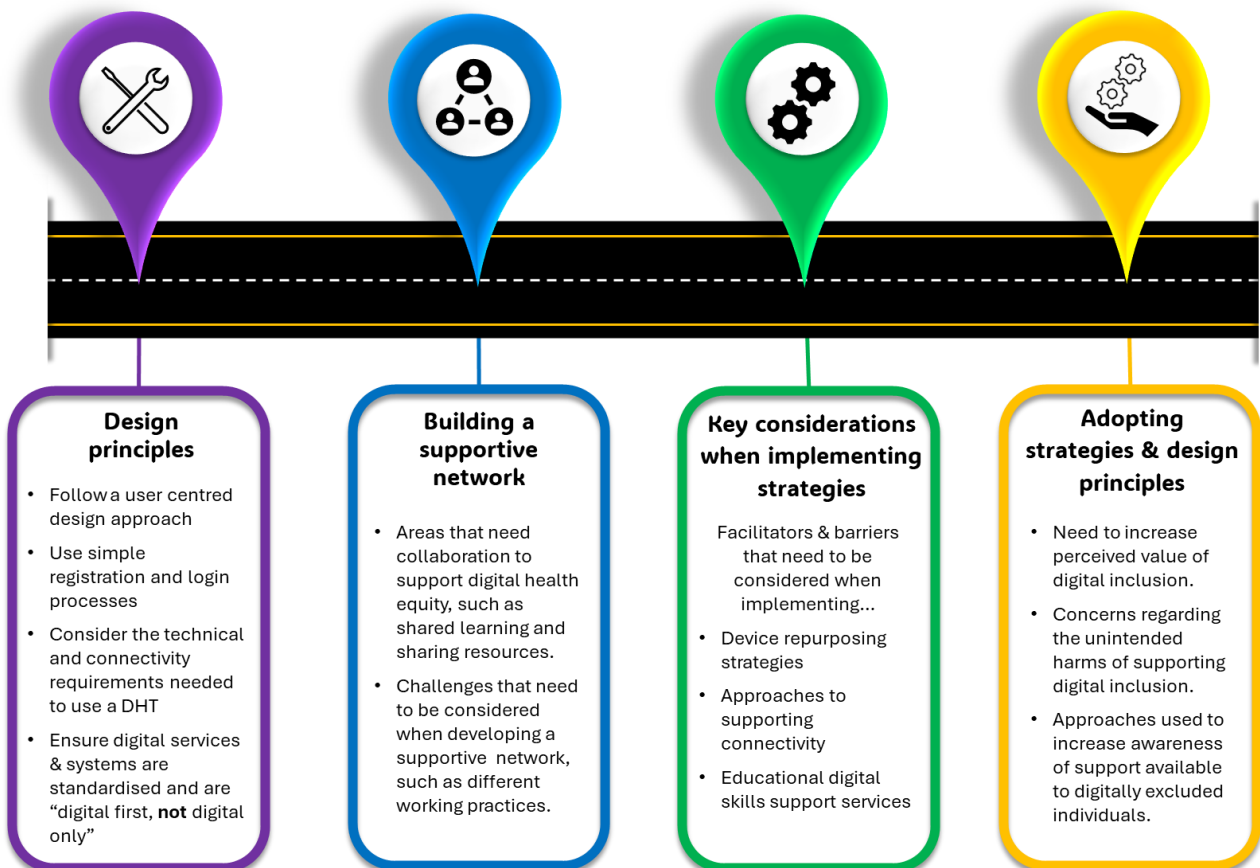 Design
principles
• Follow a user centred
design approach
• Use simple
registration and login
processes
• Consider the technical
and connectivity
requirements needed
to use a DHT
• Ensure digital services
& systems are
standardised and are
“digital first, not digital
only”
Building a
supportive
network
• Areas that need
collaboration to
support digital health
equity, such as
shared learning and
sharing resources.
• Challenges that need
to be considered
when developing a
supportive network,
such as different
working practices.
Key considerations
when implementing
strategies
Facilitators & barriers
that need to be
considered when
implementing...
• Device repurposing
strategies
• Approaches to
supporting
connectivity
• Educational digital
skills support services
Adopting
strategies & design
principles
• Need to increase
perceived value of
digital inclusion.
• Concerns regarding
the unintended
harms of supporting
digital inclusion.
• Approaches used to
increase awareness
of support available
to digitally excluded
individuals.